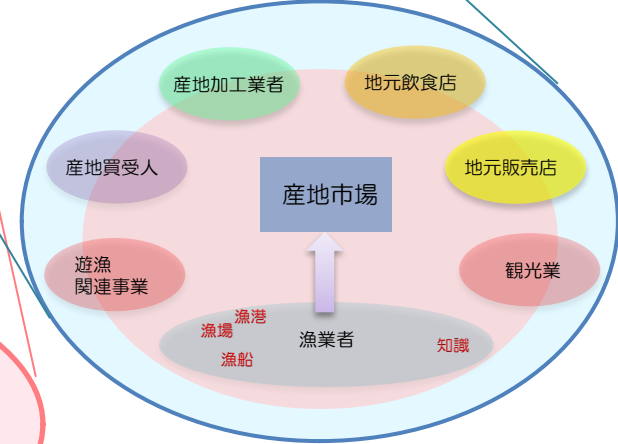 産地加工業者
地元飲食店
産地買受人
地元販売店
産地市場
遊漁
関連事業
観光業
漁港
漁場
漁業者
知識
漁船